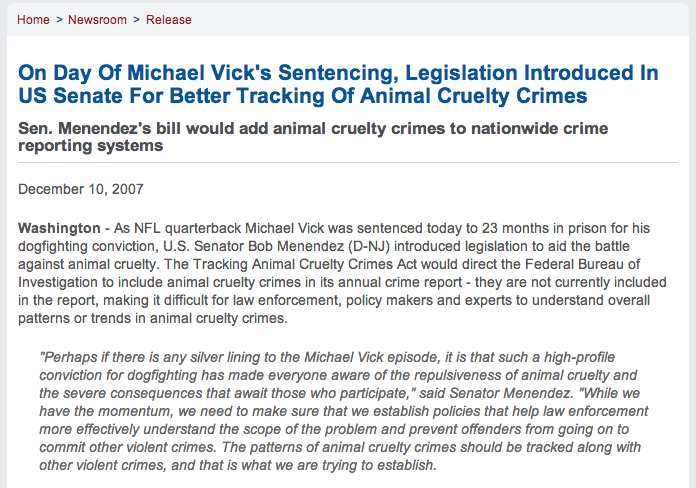 Home > Newsroom > Release
On Day Of Michael Vick's Sentencing, Legislation Introduced In
US Senate For Better Tracking Of Animal Cruelty Crimes
Sen. Menendez's bill would add animal cruelty crimes to nationwide crime
reporting systems
December 10, 2007
Washington - As NFL quarterback Michael Vick was sentenced today to 23 months in prison for his
dogfighting conviction, U.S. Senator Bob Menendez (D-NJ) introduced legislation to aid the battle
against animal cruelty. The Tracking Animal Cruelty Crimes Act would direct the Federal Bureau of
Investigation to include animal cruelty crimes in its annual crime report - they are not currently included
in the report, making it difficult for law enforcement, policy makers and experts to understand overall
patterns or trends in animal cruelty crimes.
"Perhaps if there is any silver lining to the Michael Vick episode, it is that such a high-profile
conviction for dogfighting has made everyone aware of the repulsiveness of animal cruelty and
the severe consequences that await those who participate," said Senator Menendez. "While we
have the momentum, we need to make sure that we establish policies that help law enforcement
more effectively understand the scope of the problem and prevent offenders from going on to
commit other violent crimes. The patterns of animal cruelty crimes should be tracked along with
other violent crimes, and that is what we are trying to establish.